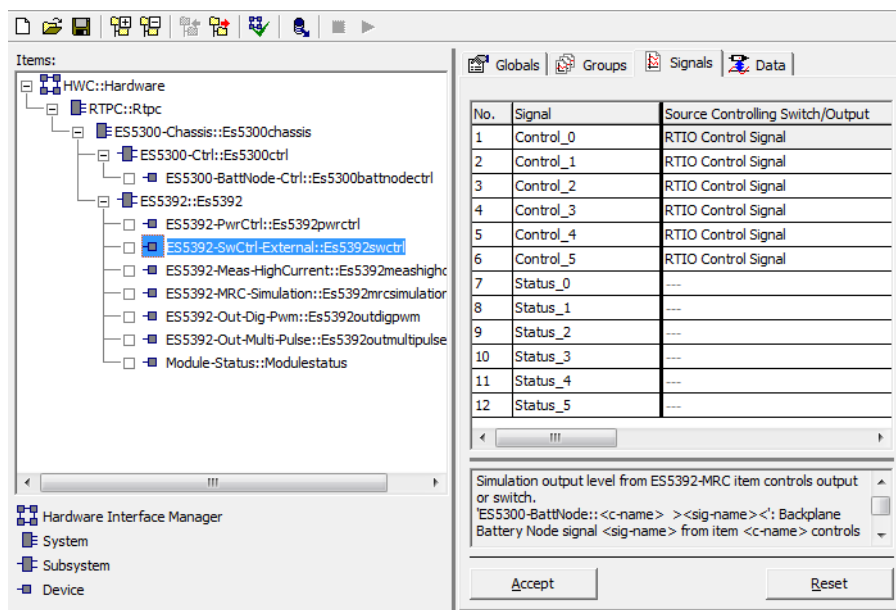 Items:
HWC::Hardware
RTPC::Rtpc
ES5300-Chassis::Es5300chassis
ES5300-Ctrl::Es5300ctrl
ES5300-BattNode-Ctrl::Es5300battnodectrl
ES5392::Es5392
ES5392-PwrCtrl::Es5392pwrctrl
ES5392-SwCtrl-External::Es5392swctrl
ES5392-Meas-HighCurrent::Es5392meashighc
ES5392-MRC-Simulation::Es5392mrcsimulation
ES5392-Out-Dig-Pwm::Es5392outdigpwm
ES5392-Out-Multi-Pulse::Es5392outmultipulse
Module-Status::Modulestatus
Hardware Interface Manager
System
Subsystem
Device
Globals Groups Signals Data
No. Signal Source Controlling Switch/Output
1 Control_0 RTIO Control Signal
2 Control_1 RTIO Control Signal
3 Control_2 RTIO Control Signal
4 Control_3 RTIO Control Signal
5 Control_4 RTIO Control Signal
6 Control_5 RTIO Control Signal
7 Status_0 ---
8 Status_1 ---
9 Status_2 ---
10 Status_3 ---
11 Status_4 ---
12 Status_5 ---
Simulation output level from ES5392-MRC item controls output
or switch.
'ES5300-BattNode::<c-name> ><sig-name><': Backplane
Battery Node signal <sig-name> from item <c-name> controls
Accept Reset